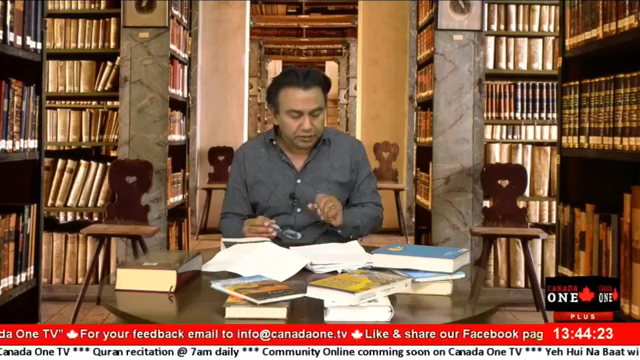 CANADA
ONE ONE
PLUS
da One TV” For your feedback email to info@canadaone.tv Like & share our Facebook pag 13:44:23
Canada One TV *** Quran recitation @ 7am daily *** Community Online comming soon on Canada One TV *** Yeh Hui Na Baat